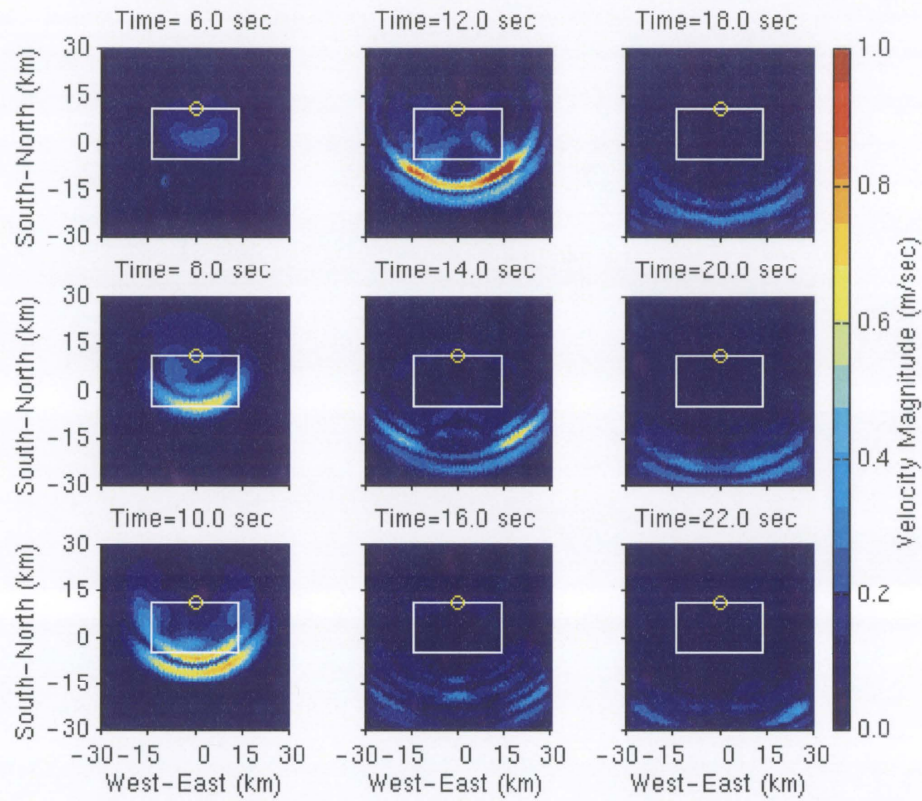 Time= 6.0 sec
Time=12.0 sec
Time=18.0 sec
30
15
0
-15
-30
South-North (km)
1.0
0.8
0.6
0.4
0.2
0.0
Velocity Magnitude (m/sec)
Time= 8.0 sec
Time=14.0 sec
Time=20.0 sec
30
15
0
-15
-30
South-North (km)
Time=10.0 sec
Time=16.0 sec
Time=22.0 sec
30
15
0
-15
-30
South-North (km)
-30 -15 0 15 30
-30 -15 0 15 30
-30 -15 0 15 30
West-East (km)
West-East (km)
West-East (km)